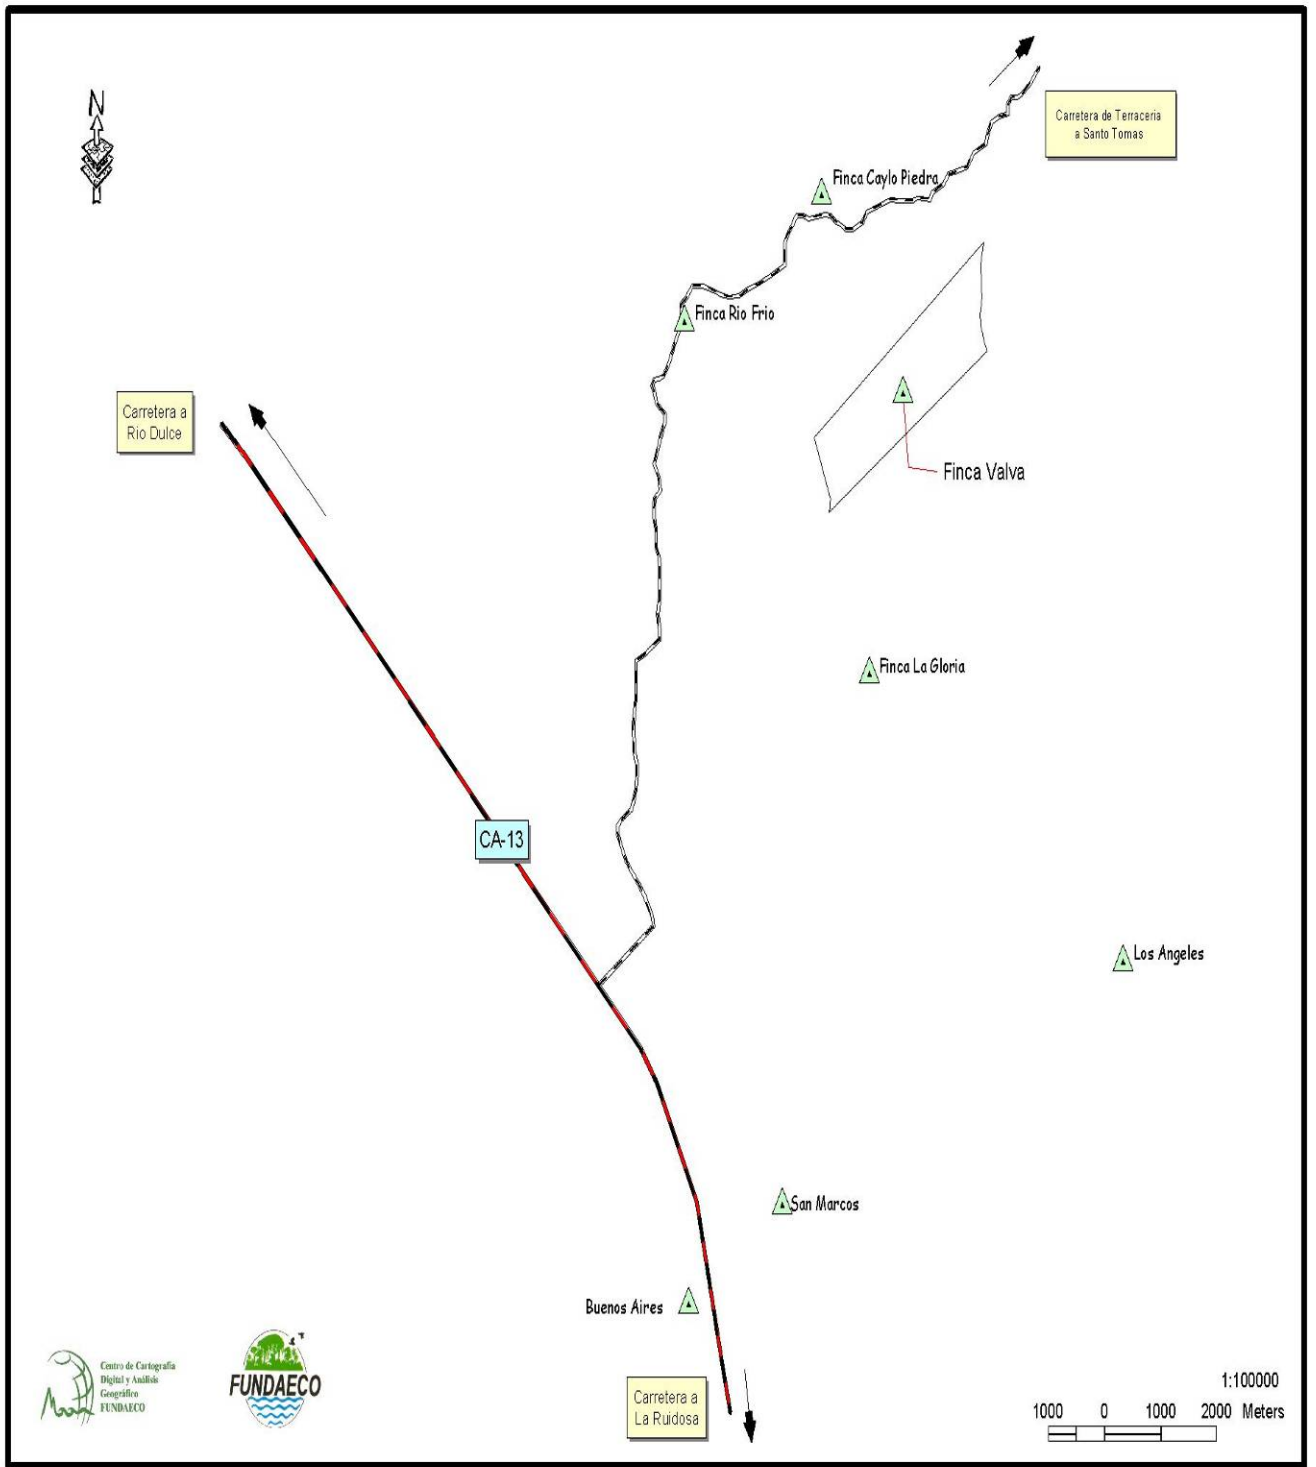 N
Carretera de Terraceria
a Santo Tomas
Finca Caylo Piedra
Finca Rio Frio
Carretera a
Rio Dulce
Finca Valva
Finca La Gloria
CA-13
Los Angeles
San Marcos
Buenos Aires
Centro de Cartografía
Digital y Análisis
Geográfico
FUNDAECO
FUNDAECO
Carretera a
La Ruidosa
1:100000
1000 0 1000 2000 Meters